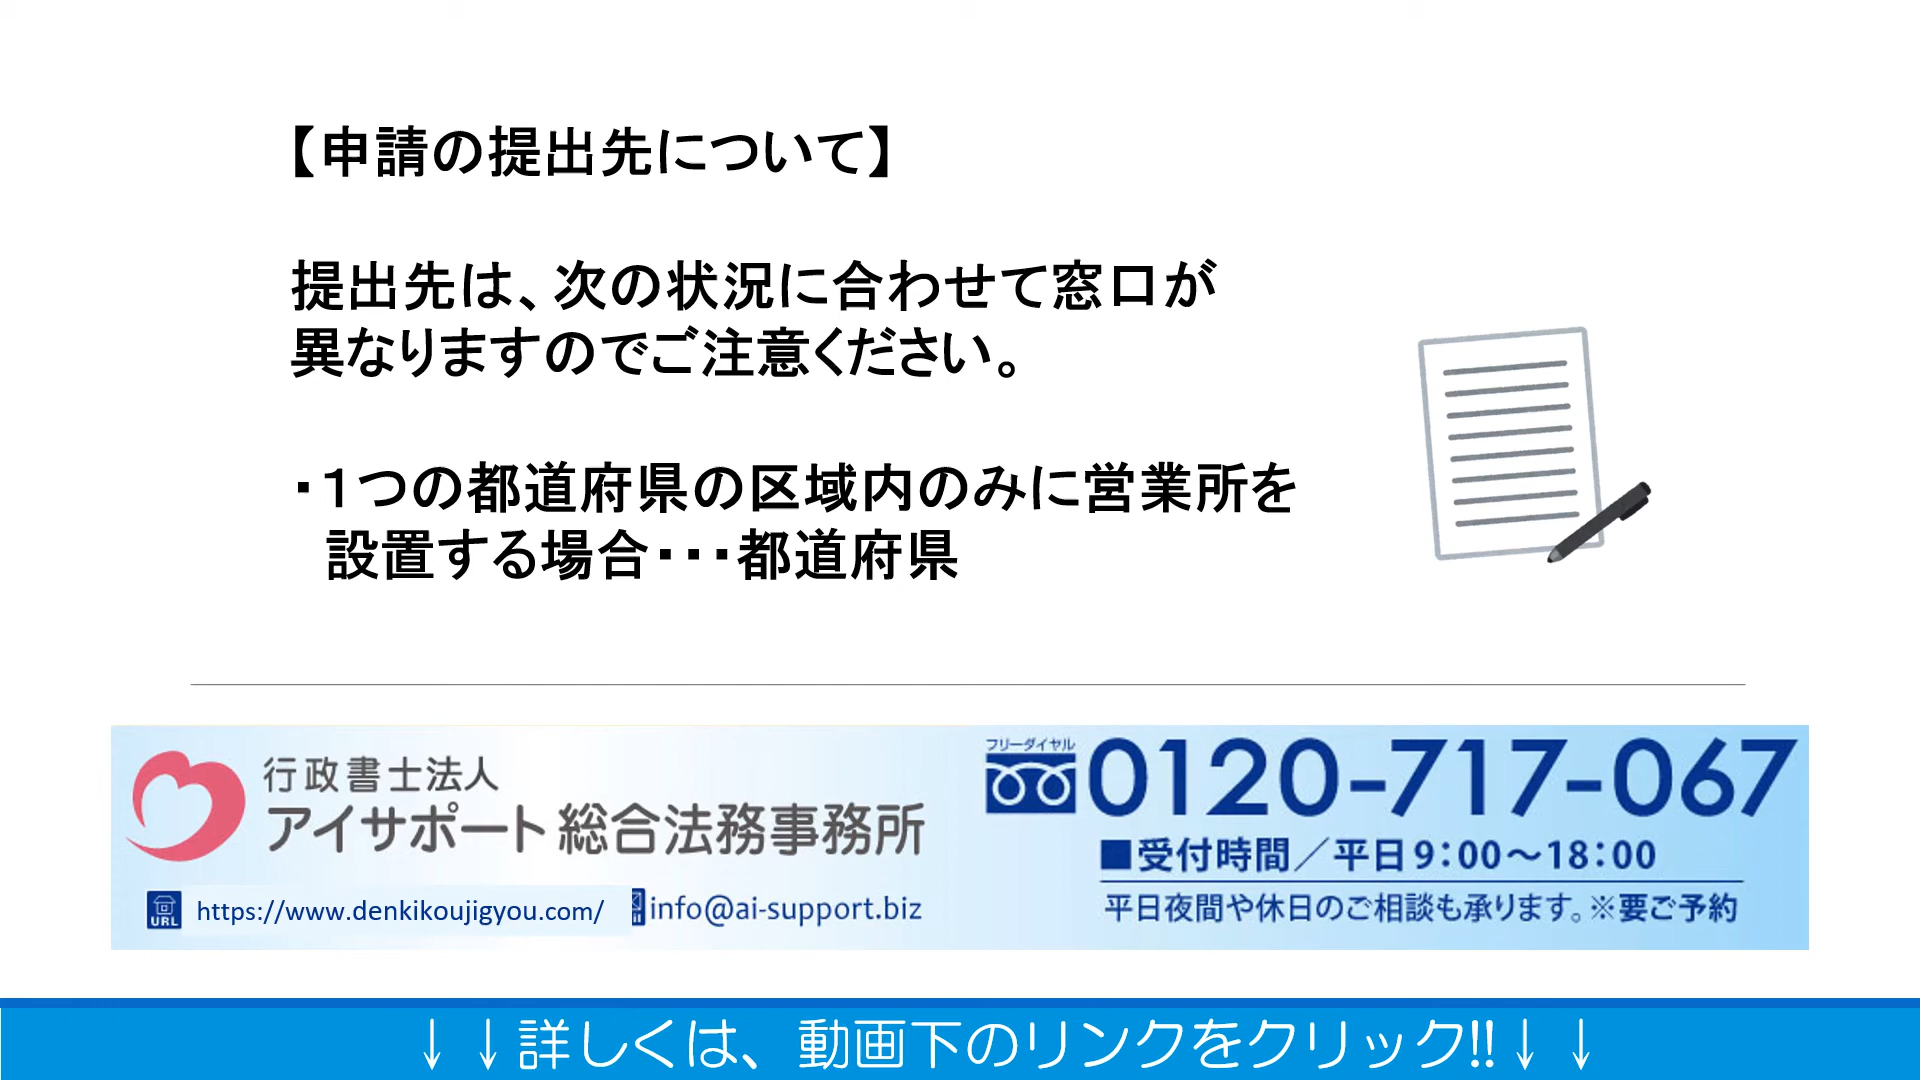 【申請の提出先について】
提出先は、次の状況に合わせて窓口が
異なりますのでご注意ください。
・１つの都道府県の区域内のみに営業所を
設置する場合・・・都道府県
行政書士法人
アイサポート総合法務事務所
URL https://www.denkikoujigyou.com/ info@ai-support.biz
フリーダイヤル
0120-717-067
■受付時間／平日9：00～18：00
平日夜間や休日のご相談も承ります。※要ご予約
↓↓詳しくは、動画下のリンクをクリック!!↓↓